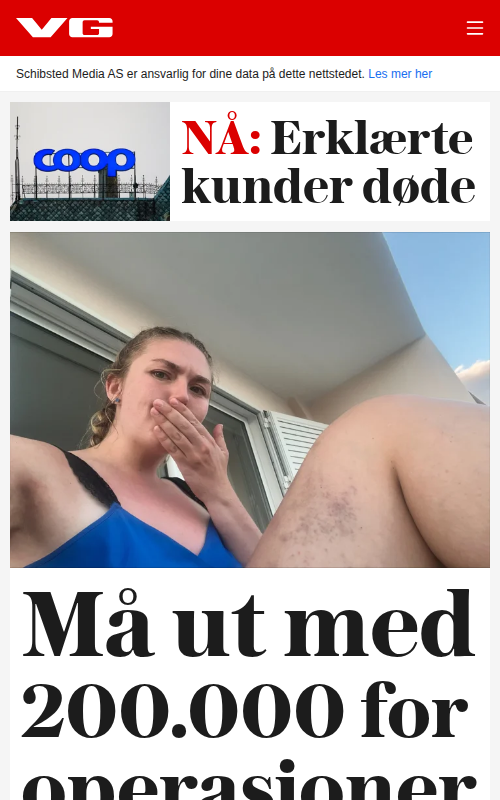 VG
Schibsted Media AS er ansvarlig for dine data på dette nettstedet. Les mer her
coop
NÅ: Erklærte
kunder døde
Må ut med
200.000 for
operasjoner